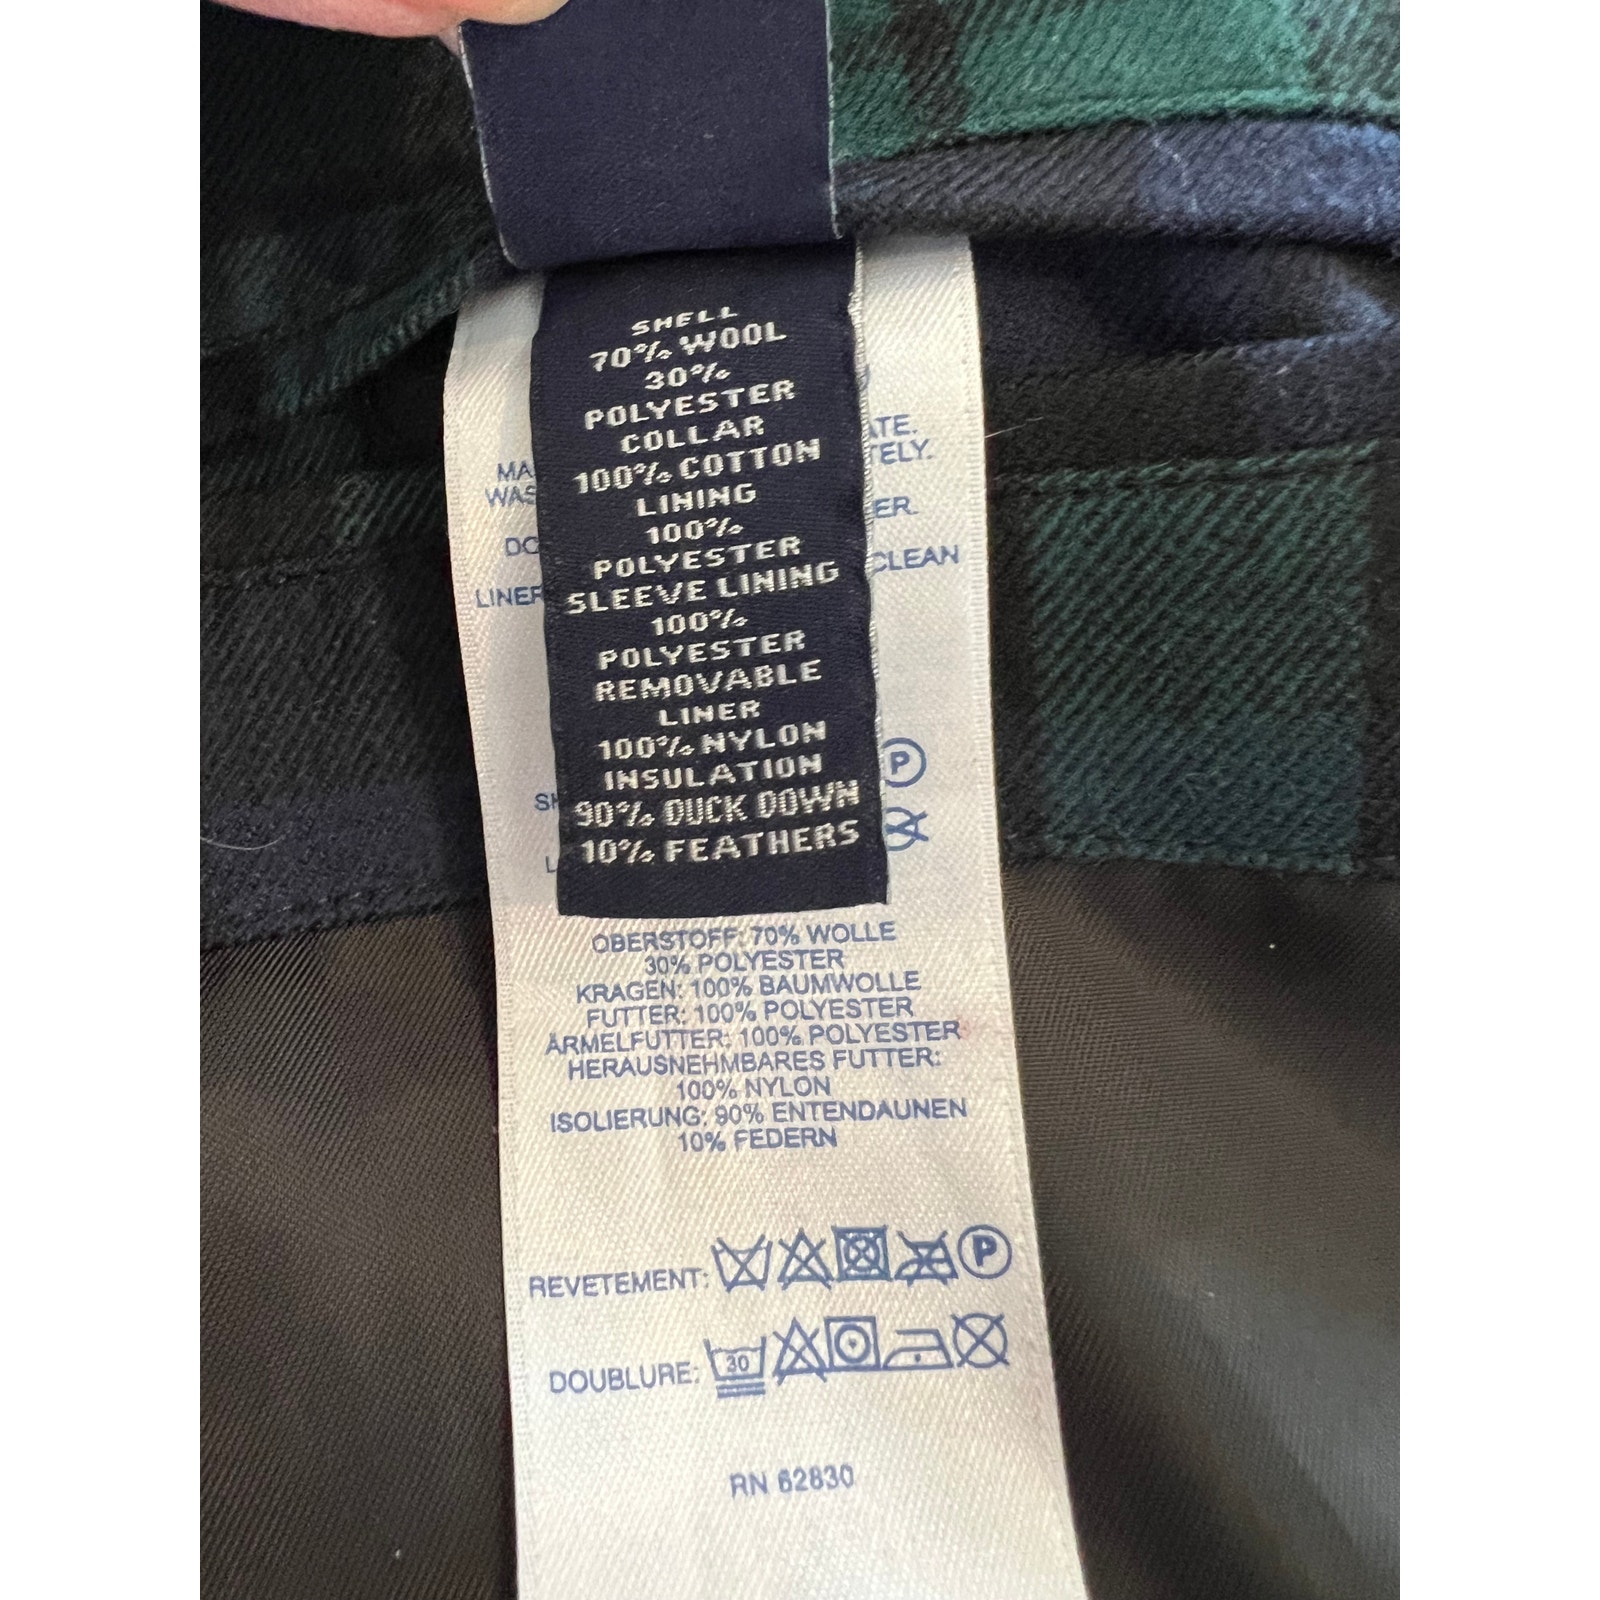 SHELL
70% WOOL
30%
POLYESTER
COLLAR
100% COTTON
LINING
100%
POLYESTER
SLEEVE LINING
100%
POLYESTER
REMOVABLE
LINER
100% NYLON
INSULATION
90% DUCK DOWN
10% FEATHERS
CLEAN
LINER
P
OBERSTOFF: 70% WOLLE
30% POLYESTER
KRAGEN: 100% BAUMWOLLE
FUTTER: 100% POLYESTER
ÄRMELFUTTER: 100% POLYESTER
HERAUSNEHMBARES FUTTER:
100% NYLON
ISOLIERUNG: 90% ENTENDAUNEN
10% FEDERN
REVETEMENT: P
DOUBLURE: 30
RN 62830